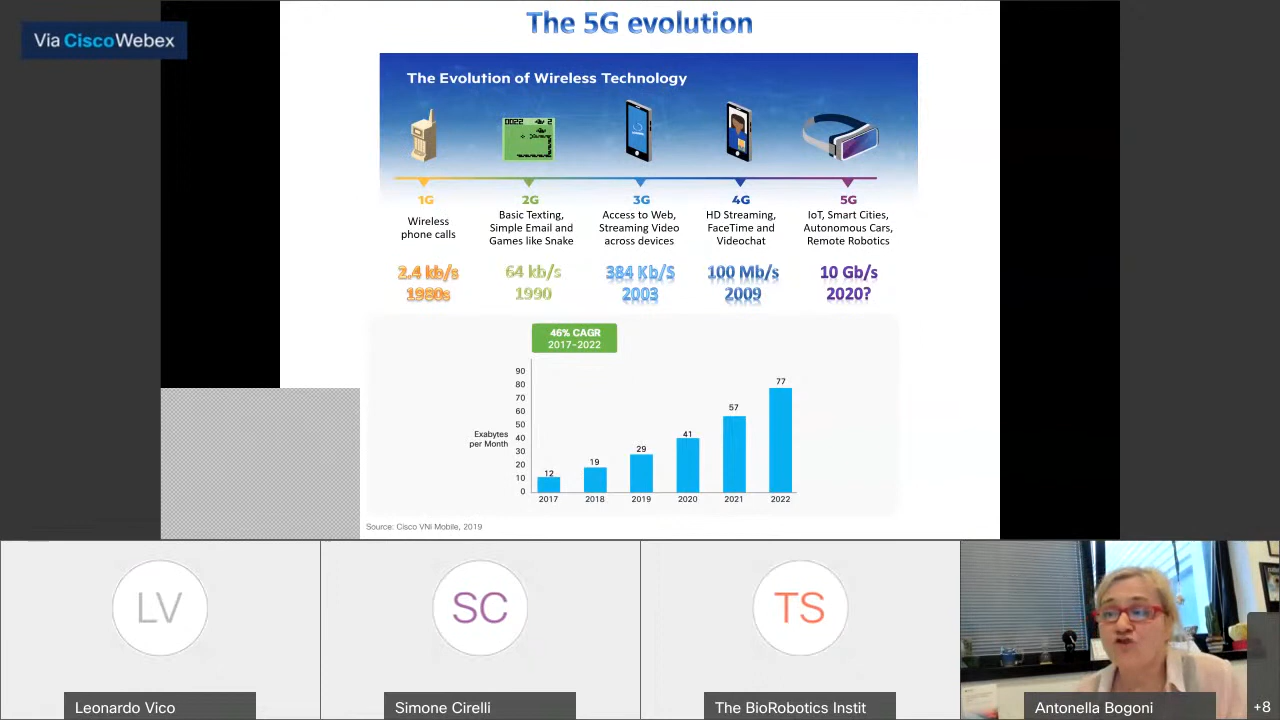 The 5G evolution
Via CiscoWebex
The Evolution of Wireless Technology
0022
2
1G
2G
3G
4G
5G
Wireless
phone calls
Basic Texting,
Simple Email and
Games like Snake
Access to Web,
Streaming Video
across devices
HD Streaming,
FaceTime and
Videochat
IoT, Smart Cities,
Autonomous Cars,
Remote Robotics
2.4 kb/s
1980s
64 kb/s
1990
384 Kb/S
2003
100 Mb/s
2009
10 Gb/s
2020?
46% CAGR
2017-2022
Exabytes
per Month
90
80
70
60
50
40
30
20
10
0
12
19
29
41
57
77
2017
2018
2019
2020
2021
2022
Source: Cisco VNI Mobile, 2019
LV
SC
TS
Leonardo Vico
Simone Cirelli
The BioRobotics Instit
Antonella Bogoni
+8